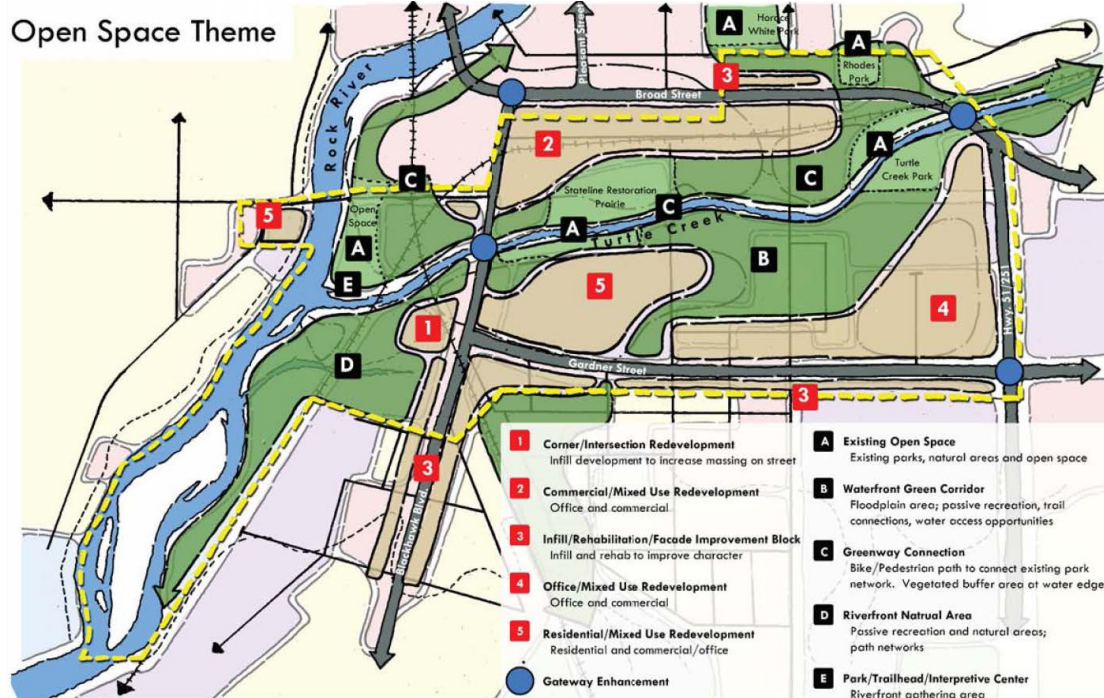 Open Space Theme
A
Horace
White Park
A
Rhodes
Park
3
Pleasant Street
Broad Street
Rock River
2
A
Turtle
Creek Park
C
C
Stateline Restoration
Prairie
C
5
Open
Space
A
A
Turtle Creek
B
E
5
4
Hwy. 51/251
1
D
Gardner Street
3
3
Blackhawk Blvd.
1 Corner/Intersection Redevelopment
Infill development to increase massing on street
2 Commercial/Mixed Use Redevelopment
Office and commercial
3 Infill/Rehabilitation/Facade Improvement Block
Infill and rehab to improve character
4 Office/Mixed Use Redevelopment
Office and commercial
5 Residential/Mixed Use Redevelopment
Residential and commercial/office
Gateway Enhancement
A Existing Open Space
Existing parks, natural areas and open space
B Waterfront Green Corridor
Floodplain area; passive recreation, trail
connections, water access opportunities
C Greenway Connection
Bike/Pedestrian path to connect existing park
network. Vegetated buffer area at water edge
D Riverfront Natrual Area
Passive recreation and natural areas;
path networks
E Park/Trailhead/Interpretive Center
Riverfront gathering area